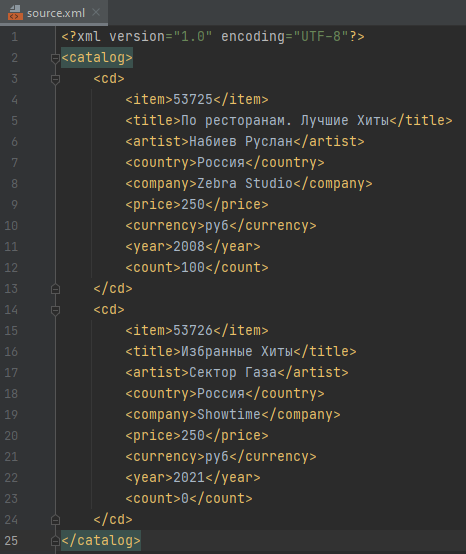 source.xml
1 <?xml version="1.0" encoding="UTF-8"?>
2 <catalog>
3 <cd>
4 <item>53725</item>
5 <title>По ресторанам. Лучшие Хиты</title>
6 <artist>Набиев Руслан</artist>
7 <country>Россия</country>
8 <company>Zebra Studio</company>
9 <price>250</price>
10 <currency>руб</currency>
11 <year>2008</year>
12 <count>100</count>
13 </cd>
14 <cd>
15 <item>53726</item>
16 <title>Избранные Хиты</title>
17 <artist>Сектор Газа</artist>
18 <country>Россия</country>
19 <company>Showtime</company>
20 <price>250</price>
21 <currency>руб</currency>
22 <year>2021</year>
23 <count>0</count>
24 </cd>
25 </catalog>